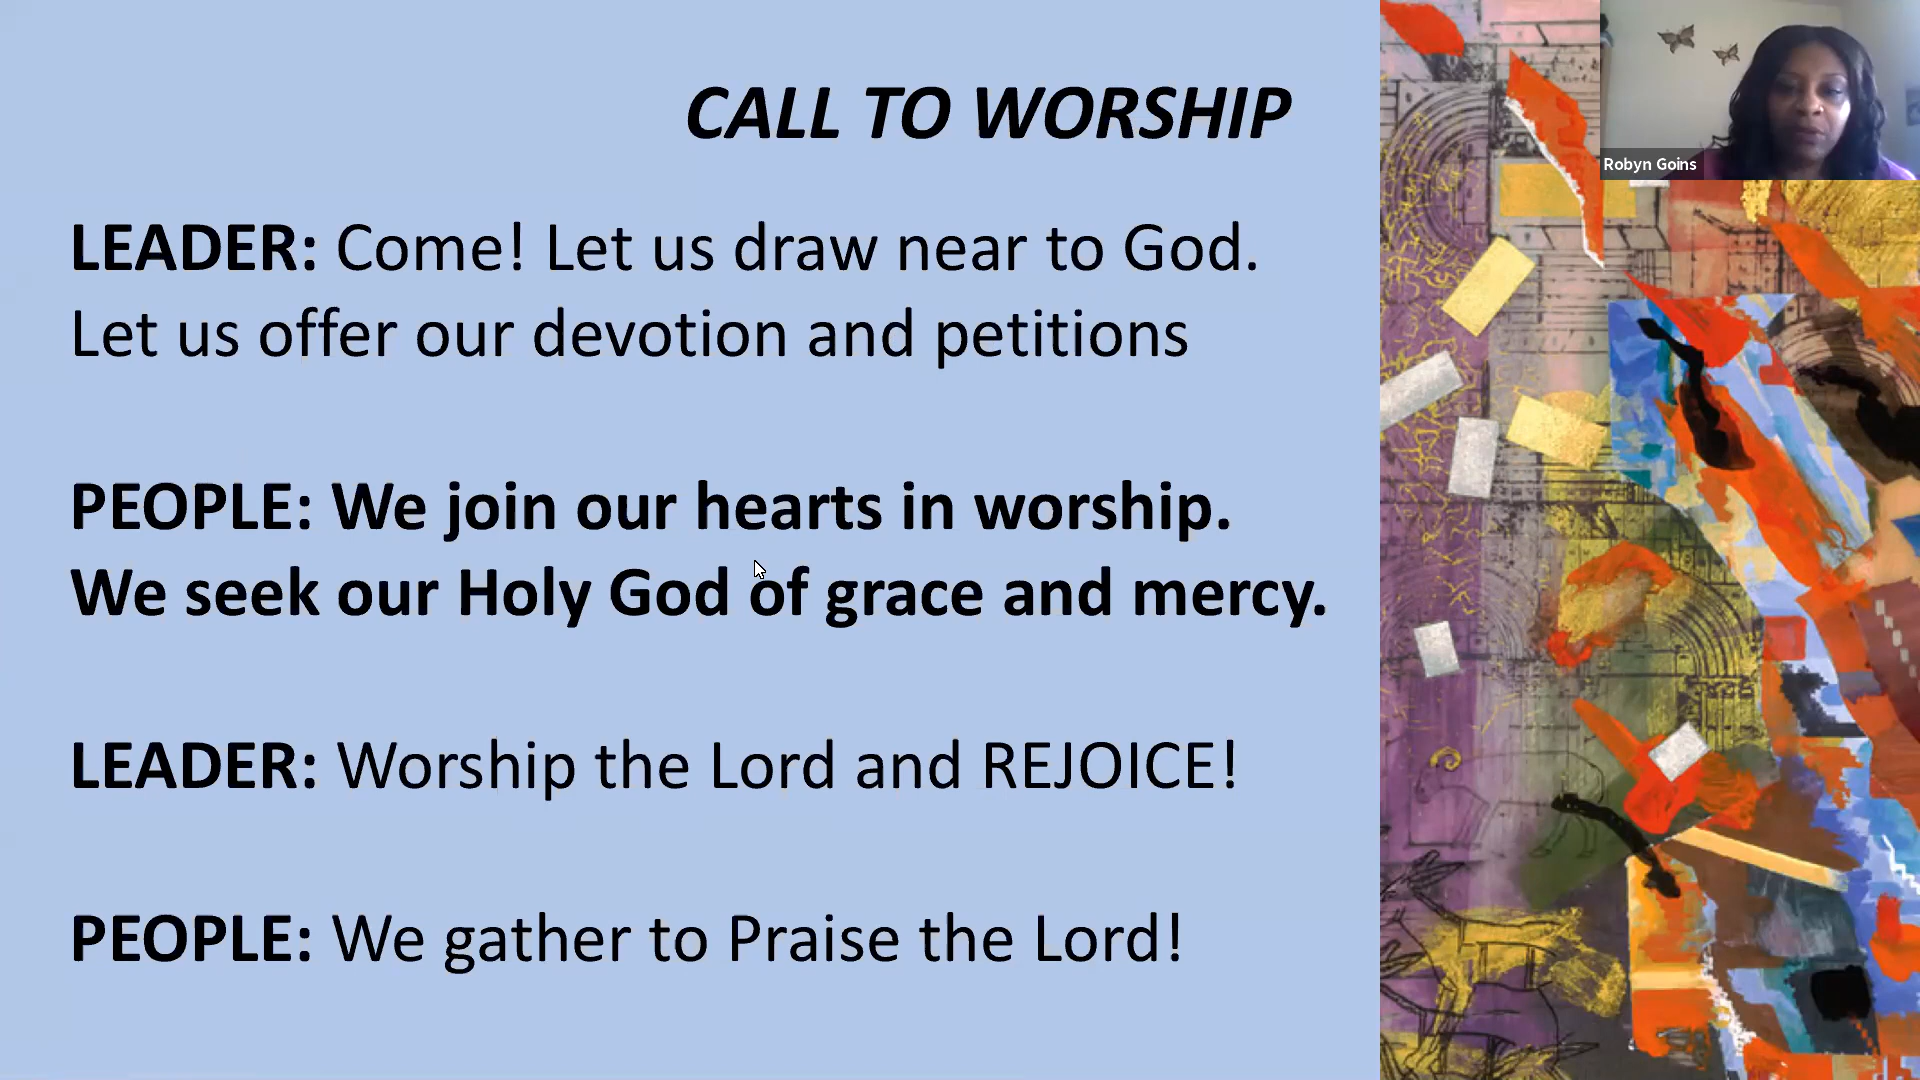 CALL TO WORSHIP
Robyn Goins
LEADER: Come! Let us draw near to God.
Let us offer our devotion and petitions
PEOPLE: We join our hearts in worship.
We seek our Holy God of grace and mercy.
LEADER: Worship the Lord and REJOICE!
PEOPLE: We gather to Praise the Lord!